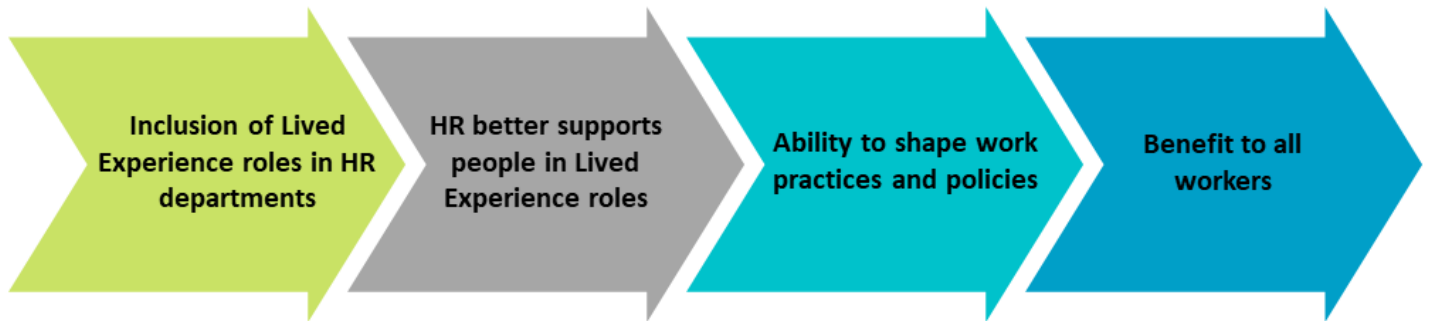 Inclusion of Lived
Experience roles in HR
departments
HR better supports
people in Lived
Experience roles
Ability to shape work
practices and policies
Benefit to all
workers